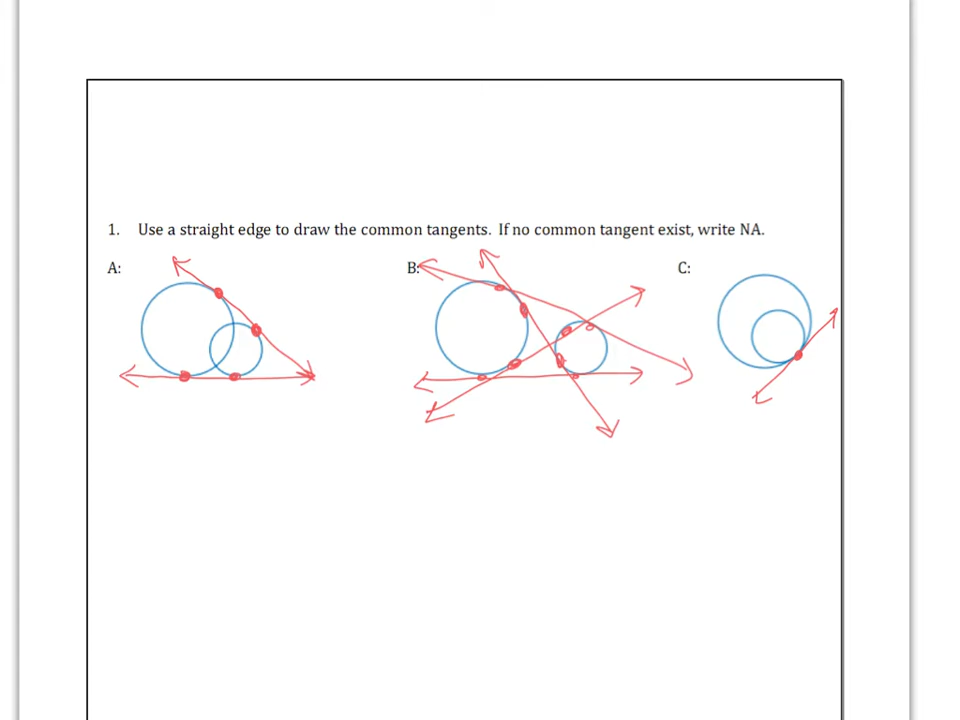 1. Use a straight edge to draw the common tangents. If no common tangent exist, write NA.
A:
B:
C: